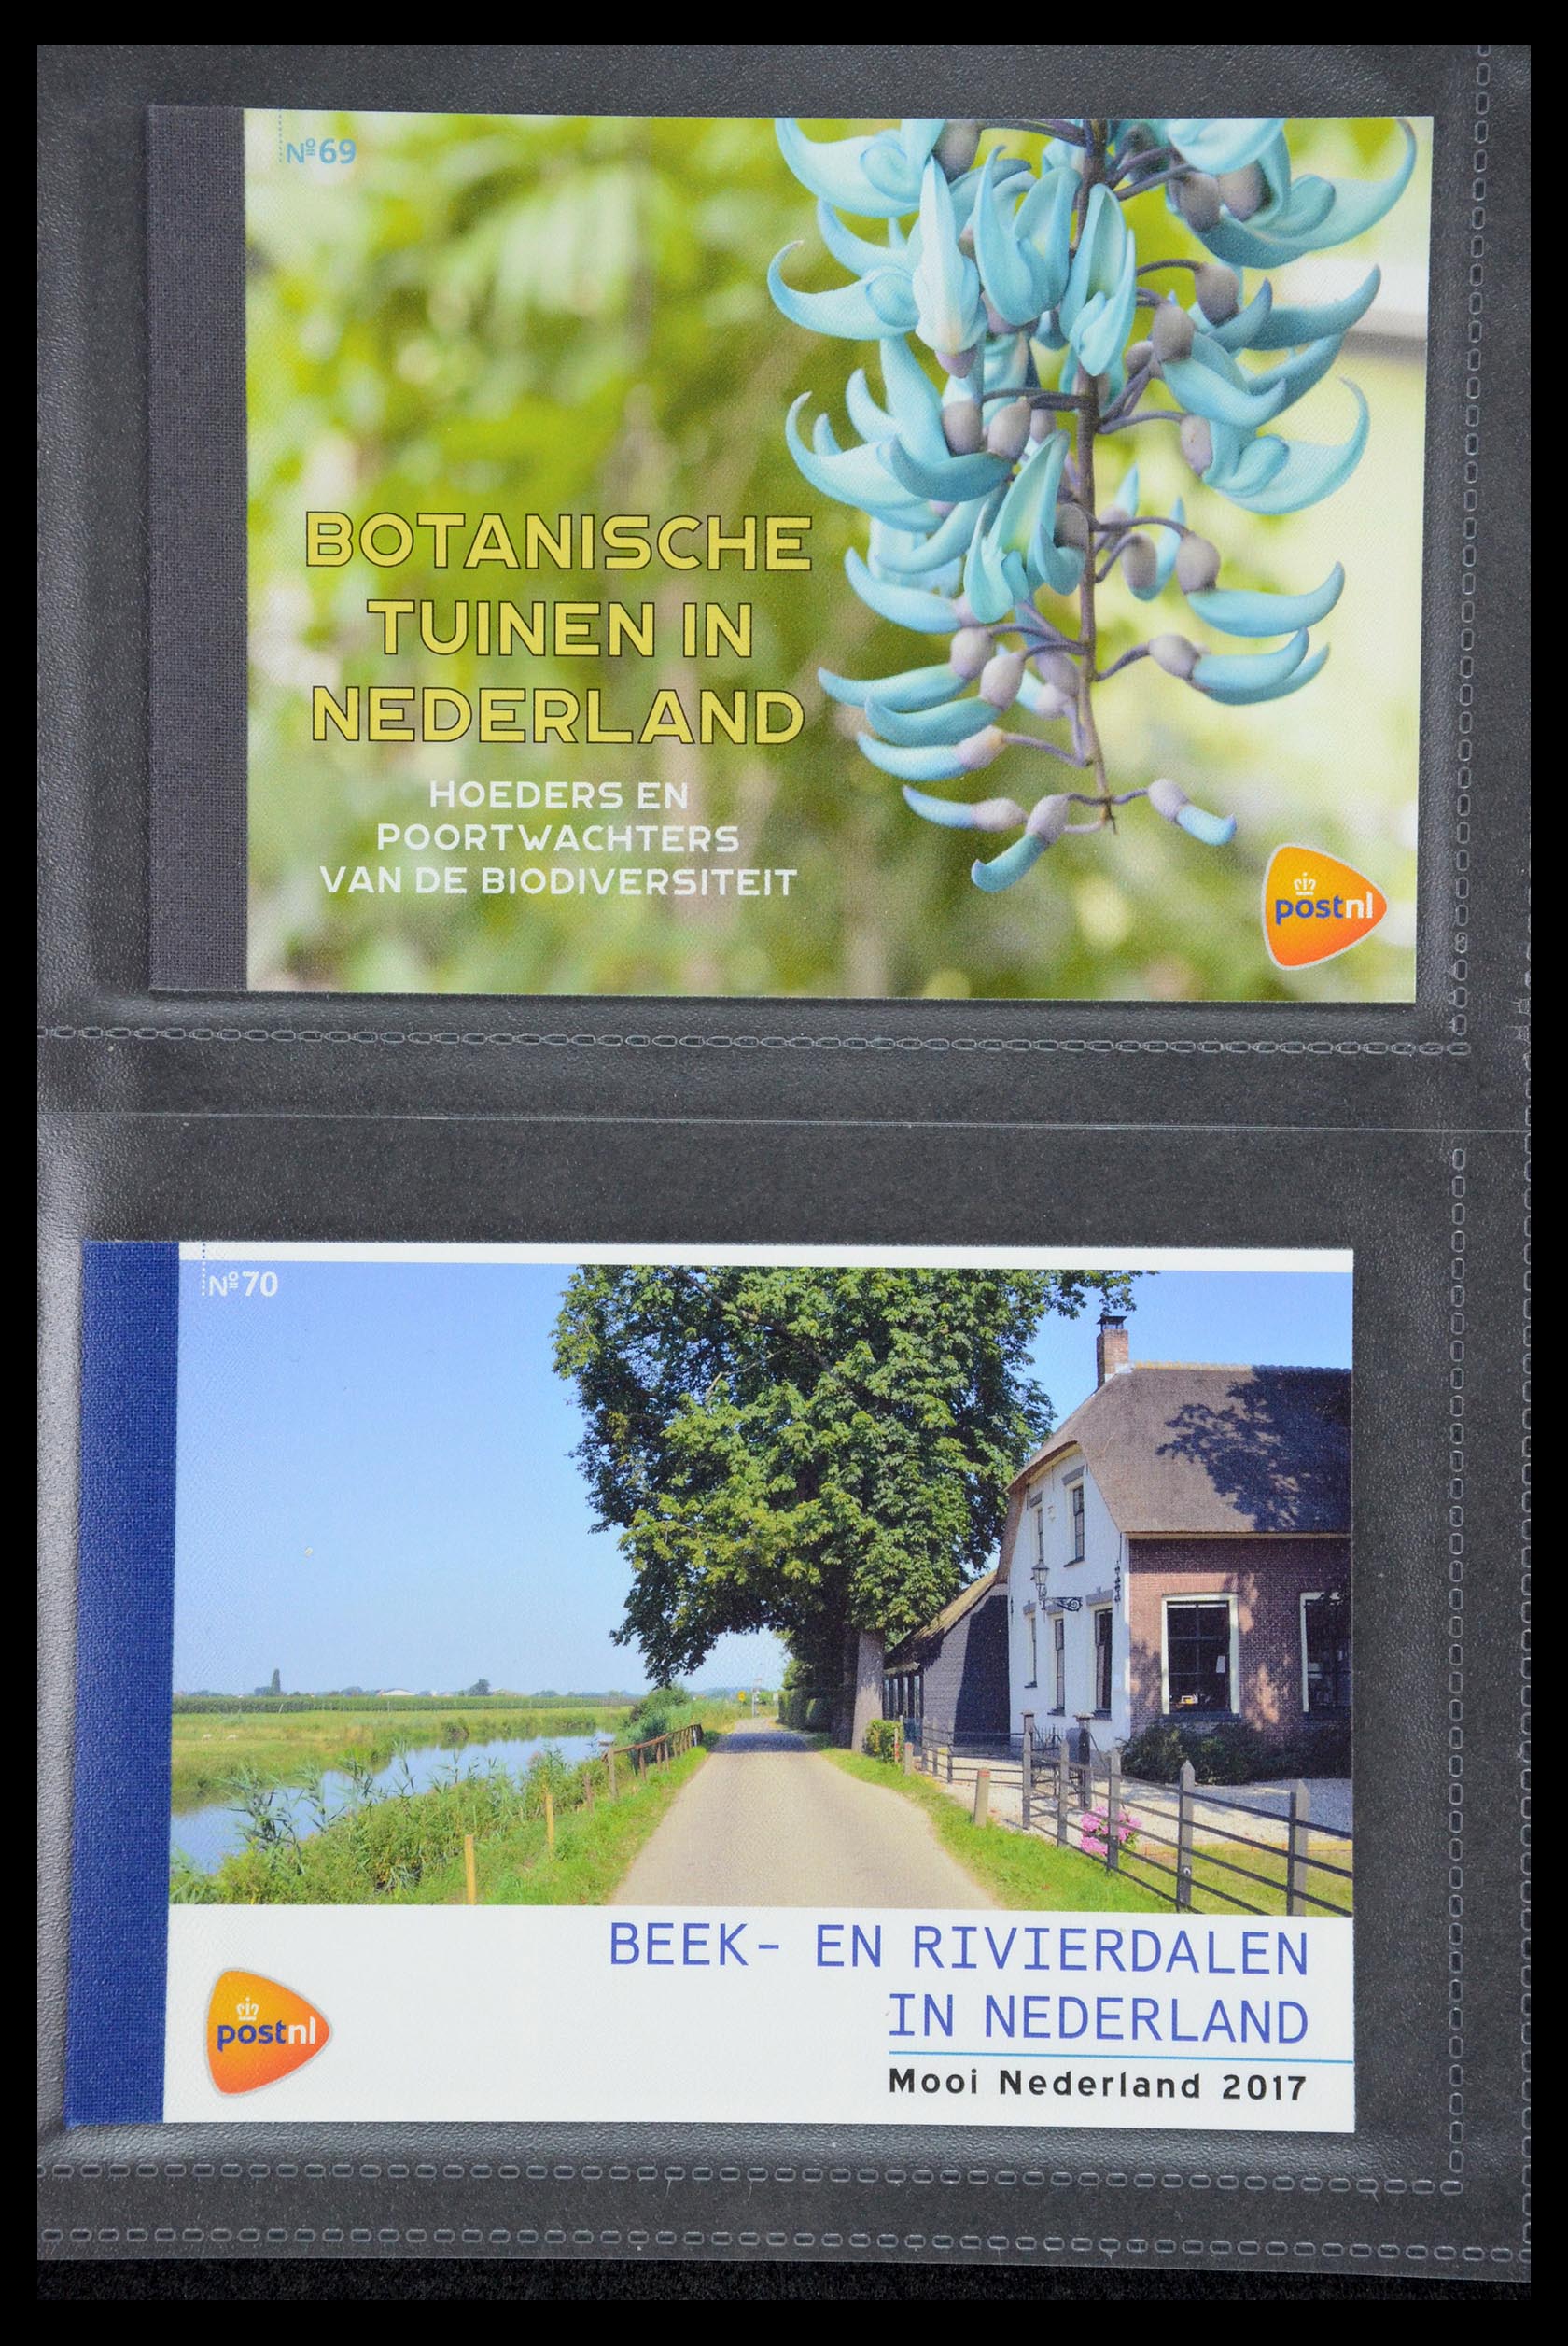 Nº69
BOTANISCHE
TUINEN IN
NEDERLAND
HOEDERS EN
POORTWACHTERS
VAN DE BIODIVERSITEIT
postnl
Nº70
BEEK- EN RIVIERDALEN
IN NEDERLAND
postnl
Mooi Nederland 2017